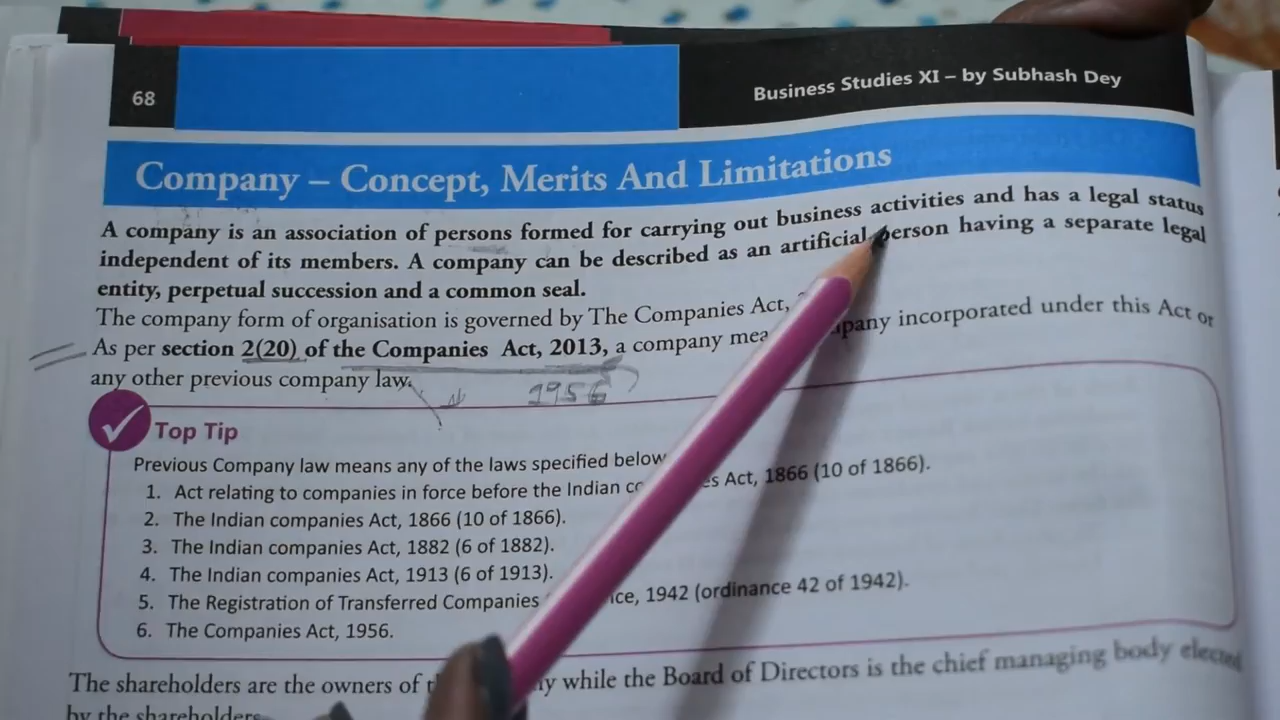 68
Business Studies XI – by Subhash Dey
Company – Concept, Merits And Limitations
A company is an association of persons formed for carrying out business activities and has a legal status
independent of its members. A company can be described as an artificial person having a separate legal
entity, perpetual succession and a common seal.
The company form of organisation is governed by The Companies Act,
As per section 2(20) of the Companies Act, 2013, a company incorporated under this Act or
any other previous company law.
1956
Top Tip
Previous Company law means any of the laws specified below
1. Act relating to companies in force before the Indian Act, 1866 (10 of 1866).
2. The Indian companies Act, 1866 (10 of 1866).
3. The Indian companies Act, 1882 (6 of 1882).
4. The Indian companies Act, 1913 (6 of 1913).
5. The Registration of Transferred Companies 1942 (ordinance 42 of 1942).
6. The Companies Act, 1956.
The shareholders are the owners of while the Board of Directors is the chief managing body elected
by the shareholders